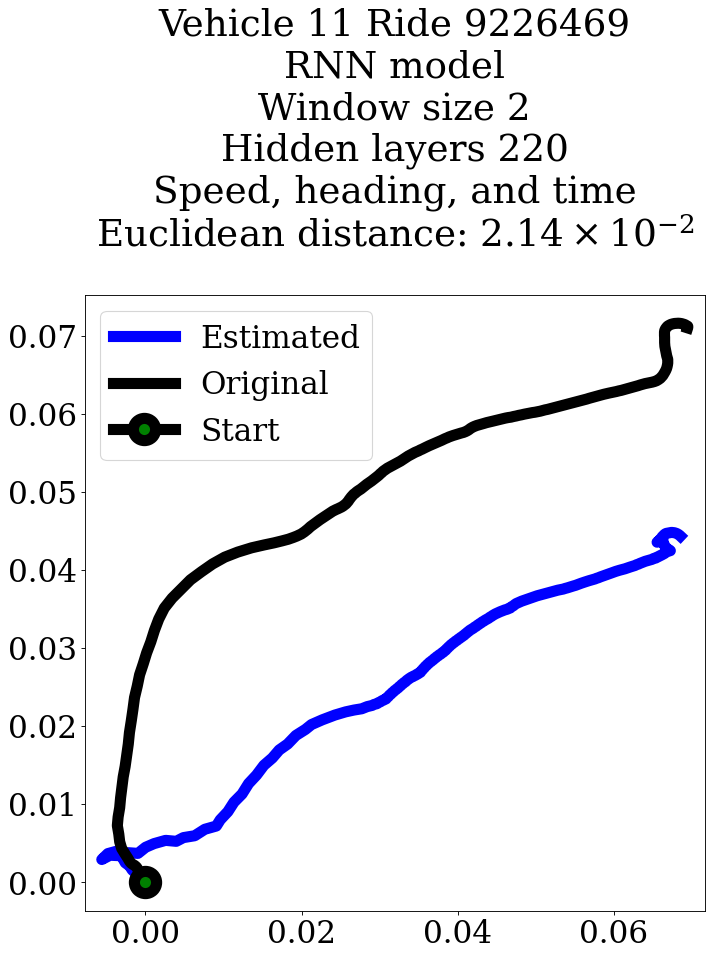 Vehicle 11 Ride 9226469
RNN model
Window size 2
Hidden layers 220
Speed, heading, and time
Euclidean distance: 2.14 × 10⁻²
Estimated
Original
Start
0.07
0.06
0.05
0.04
0.03
0.02
0.01
0.00
0.00 0.02 0.04 0.06